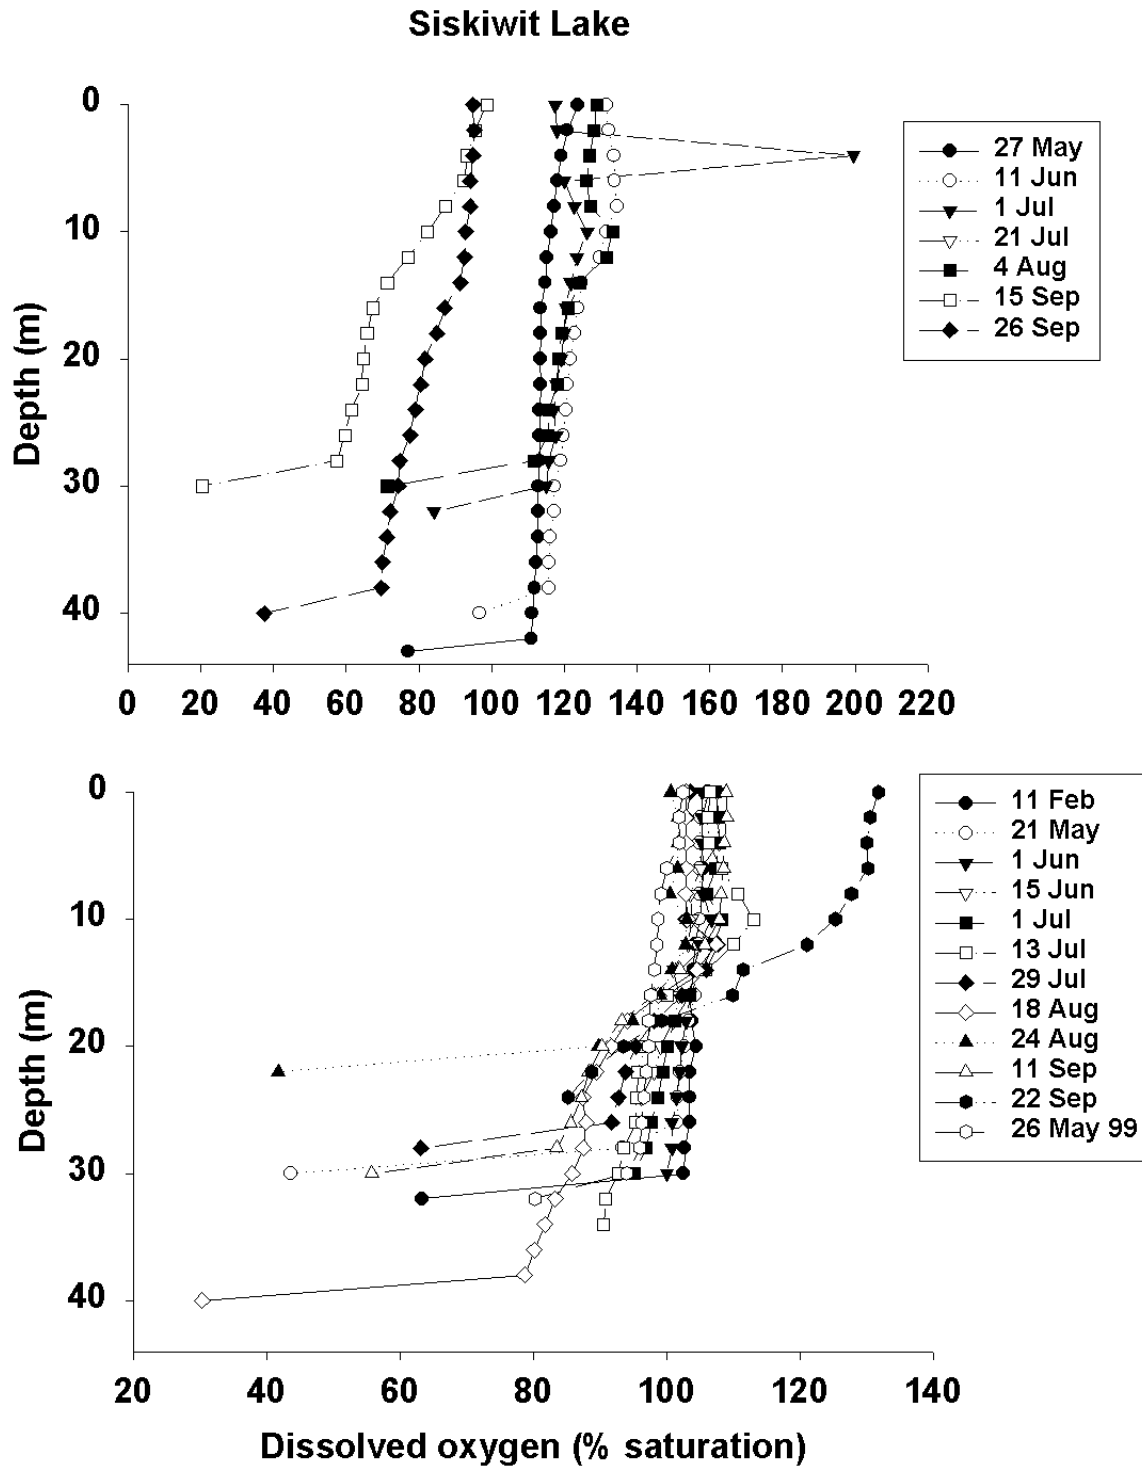 Siskiwit Lake
0
10
20
30
40
Depth (m)
0 20 40 60 80 100 120 140 160 180 200 220
27 May
11 Jun
1 Jul
21 Jul
4 Aug
15 Sep
26 Sep
0
10
20
30
40
Depth (m)
20 40 60 80 100 120 140
Dissolved oxygen (% saturation)
11 Feb
21 May
1 Jun
15 Jun
1 Jul
13 Jul
29 Jul
18 Aug
24 Aug
11 Sep
22 Sep
26 May 99